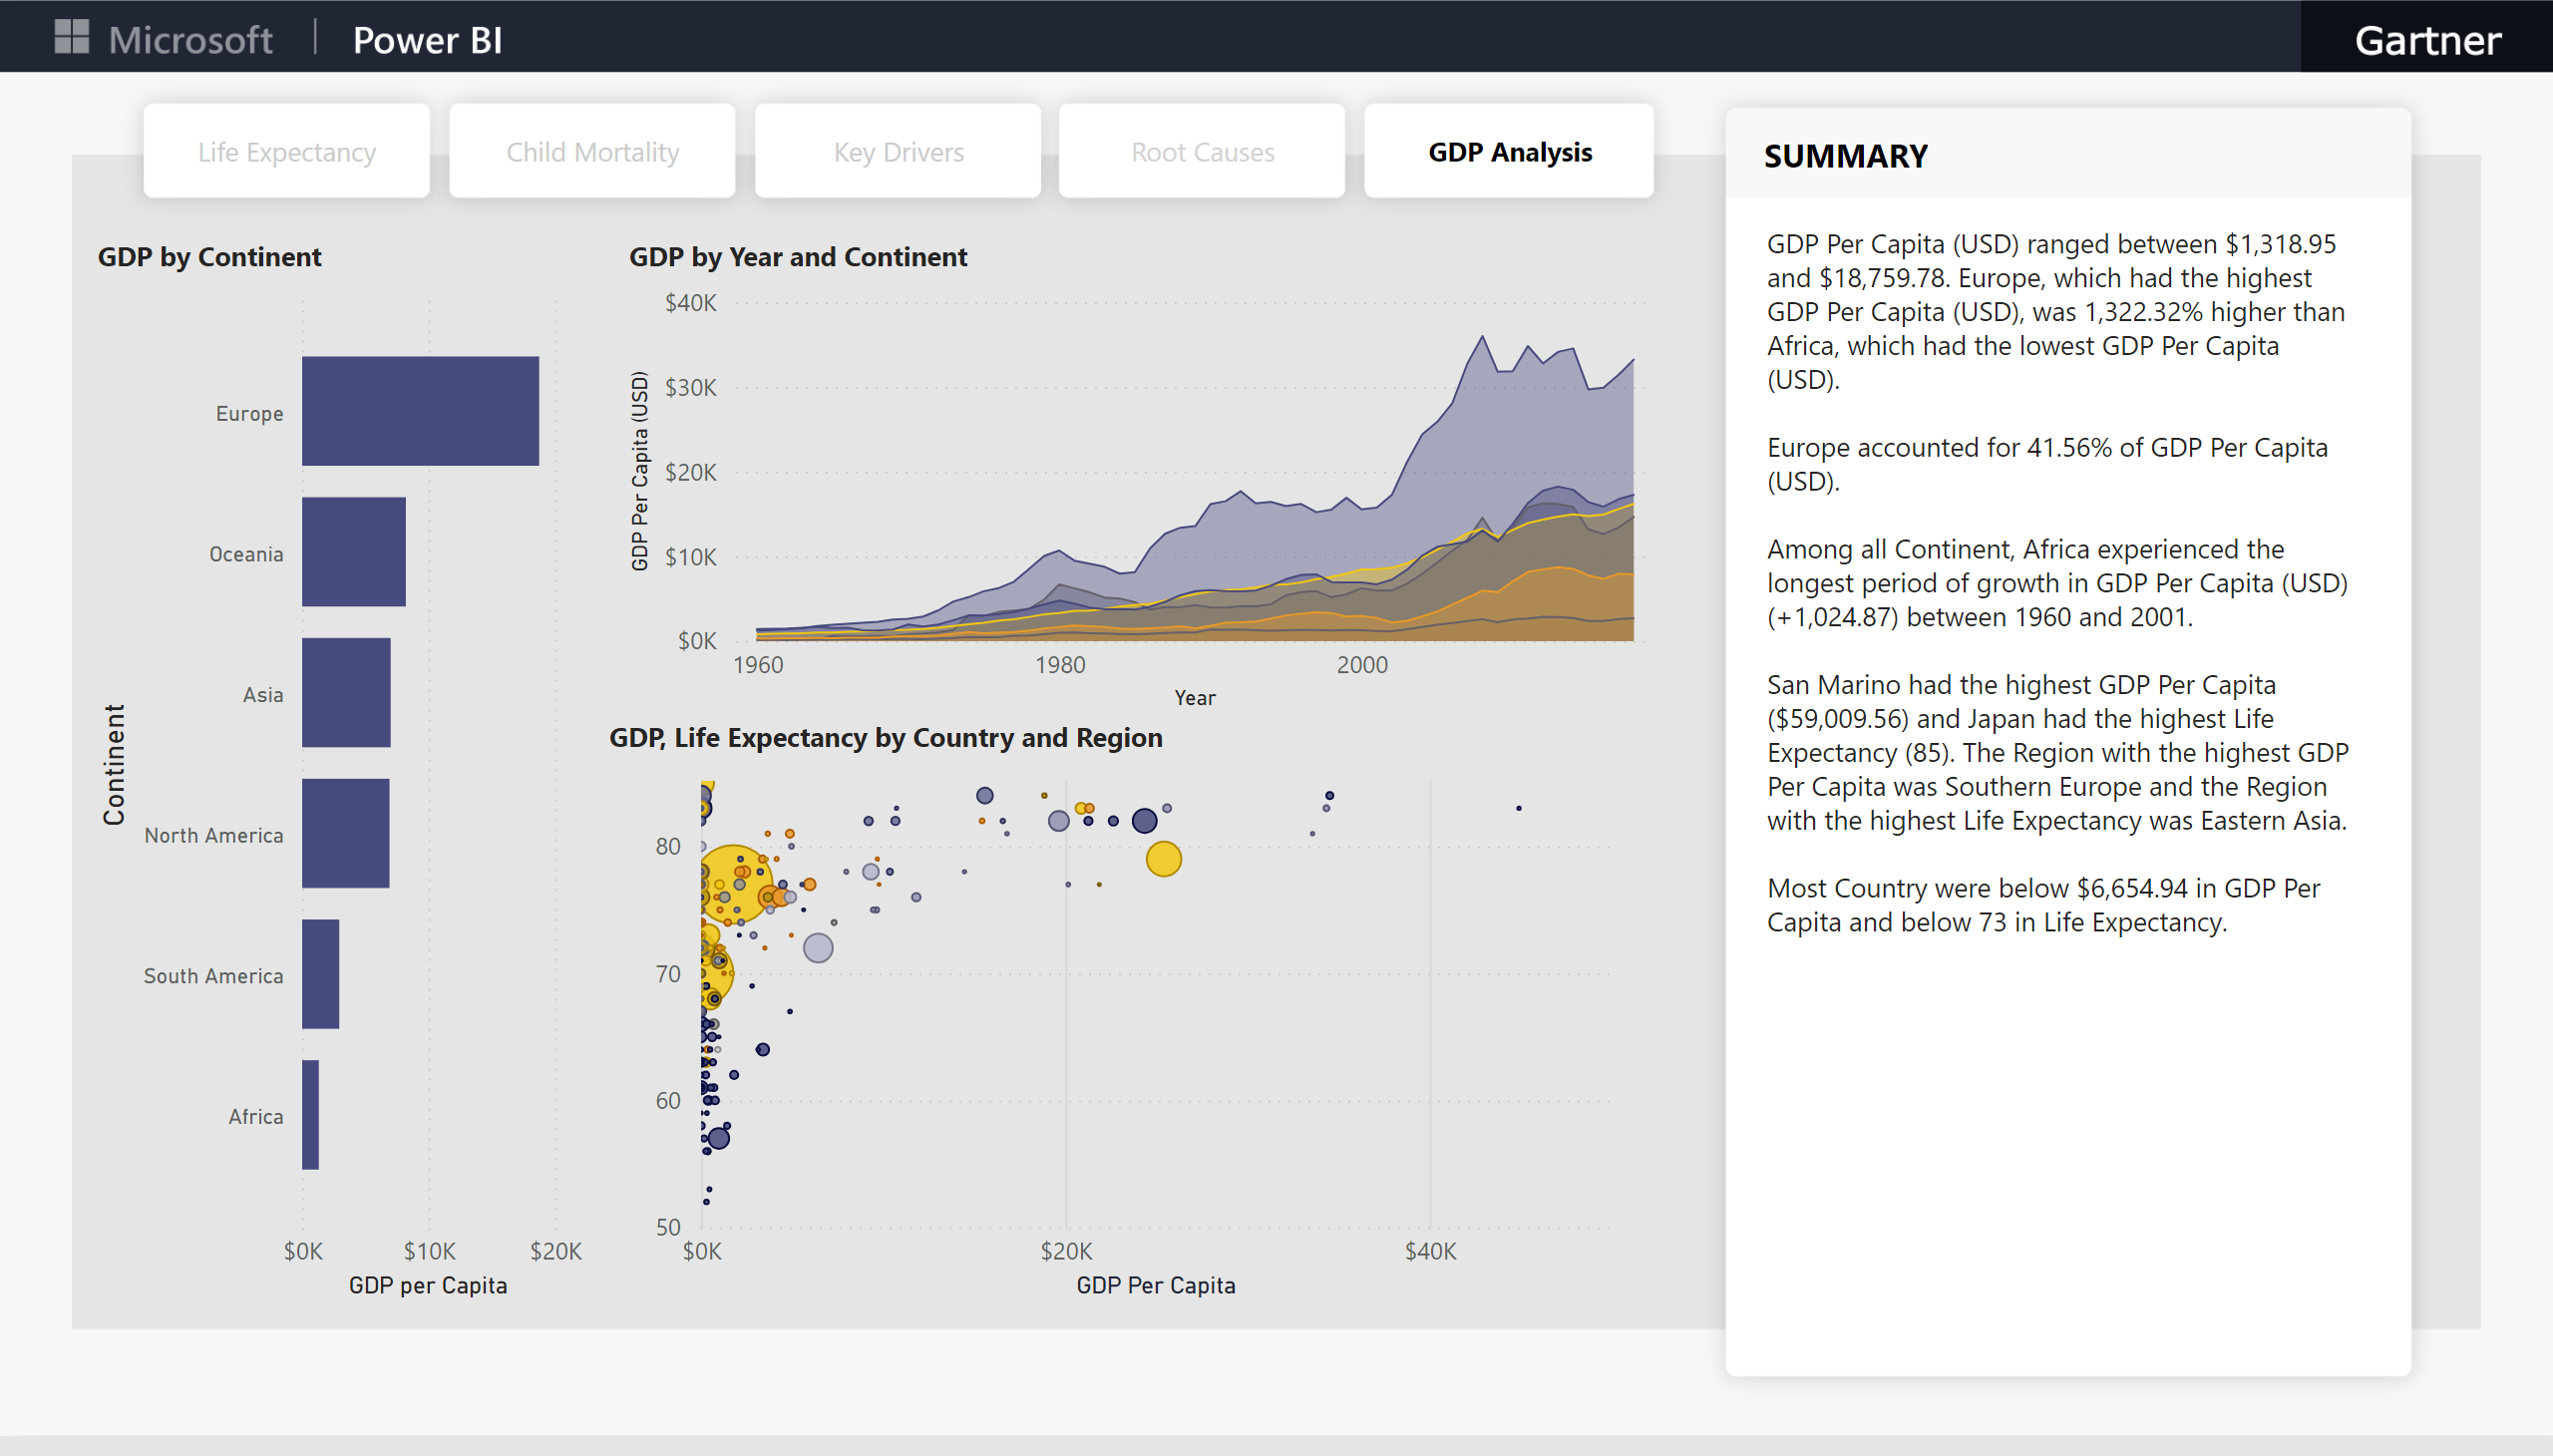 Microsoft | Power BI
Gartner
Life Expectancy
Child Mortality
Key Drivers
Root Causes
GDP Analysis
GDP by Continent
Continent
Europe
Oceania
Asia
North America
South America
Africa
$0K $10K $20K
GDP per Capita
GDP by Year and Continent
GDP Per Capita (USD)
$40K
$30K
$20K
$10K
$0K
1960 1980 2000
Year
GDP, Life Expectancy by Country and Region
80
70
60
50
$0K $20K $40K
GDP Per Capita
SUMMARY
GDP Per Capita (USD) ranged between $1,318.95
and $18,759.78. Europe, which had the highest
GDP Per Capita (USD), was 1,322.32% higher than
Africa, which had the lowest GDP Per Capita
(USD).
Europe accounted for 41.56% of GDP Per Capita
(USD).
Among all Continent, Africa experienced the
longest period of growth in GDP Per Capita (USD)
(+1,024.87) between 1960 and 2001.
San Marino had the highest GDP Per Capita
($59,009.56) and Japan had the highest Life
Expectancy (85). The Region with the highest GDP
Per Capita was Southern Europe and the Region
with the highest Life Expectancy was Eastern Asia.
Most Country were below $6,654.94 in GDP Per
Capita and below 73 in Life Expectancy.